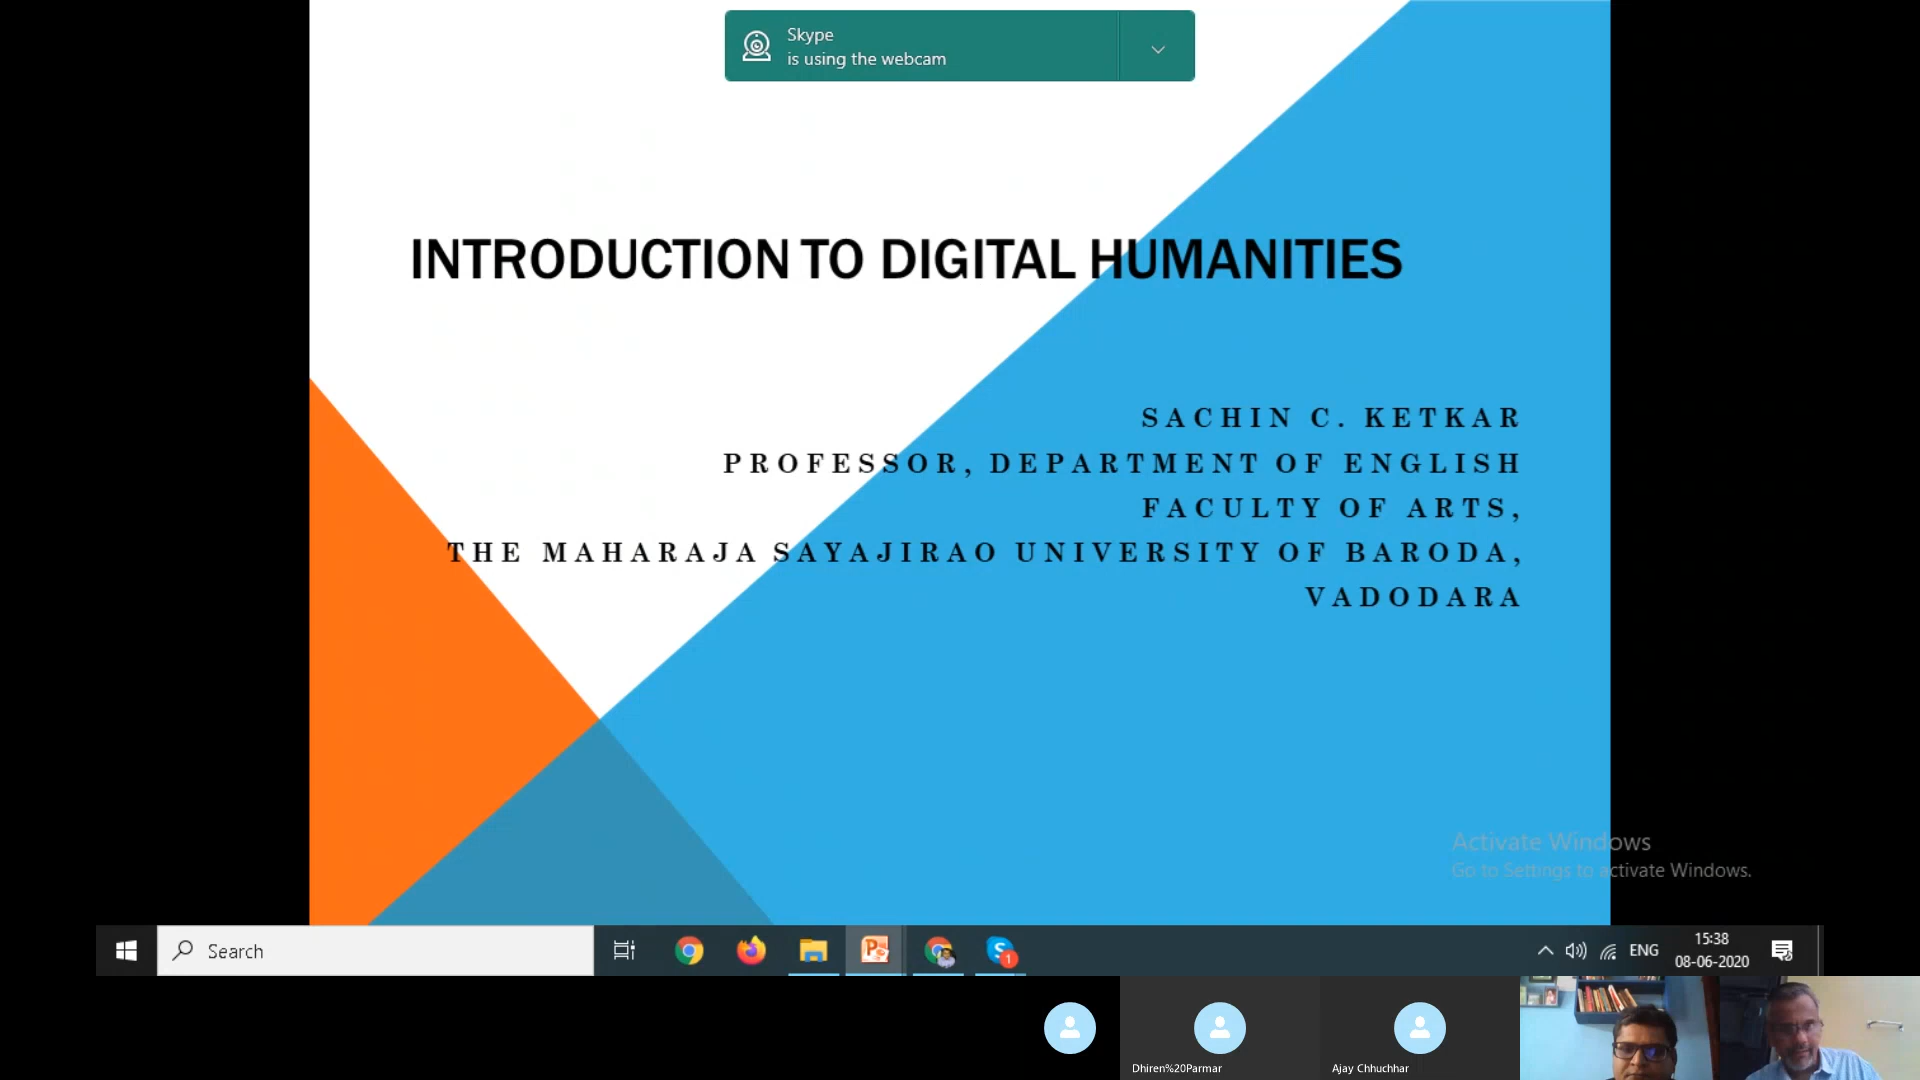 Skype
is using the webcam
INTRODUCTION TO DIGITAL HUMANITIES
SACHIN C. KETKAR
PROFESSOR, DEPARTMENT OF ENGLISH
FACULTY OF ARTS,
THE MAHARAJA SAYAJIRAO UNIVERSITY OF BARODA,
VADODARA
Activate Windows
Go to Settings to activate Windows.
Search
1
ENG
15:38
08-06-2020
Dhiren%20Parmar
Ajay Chhuchhar